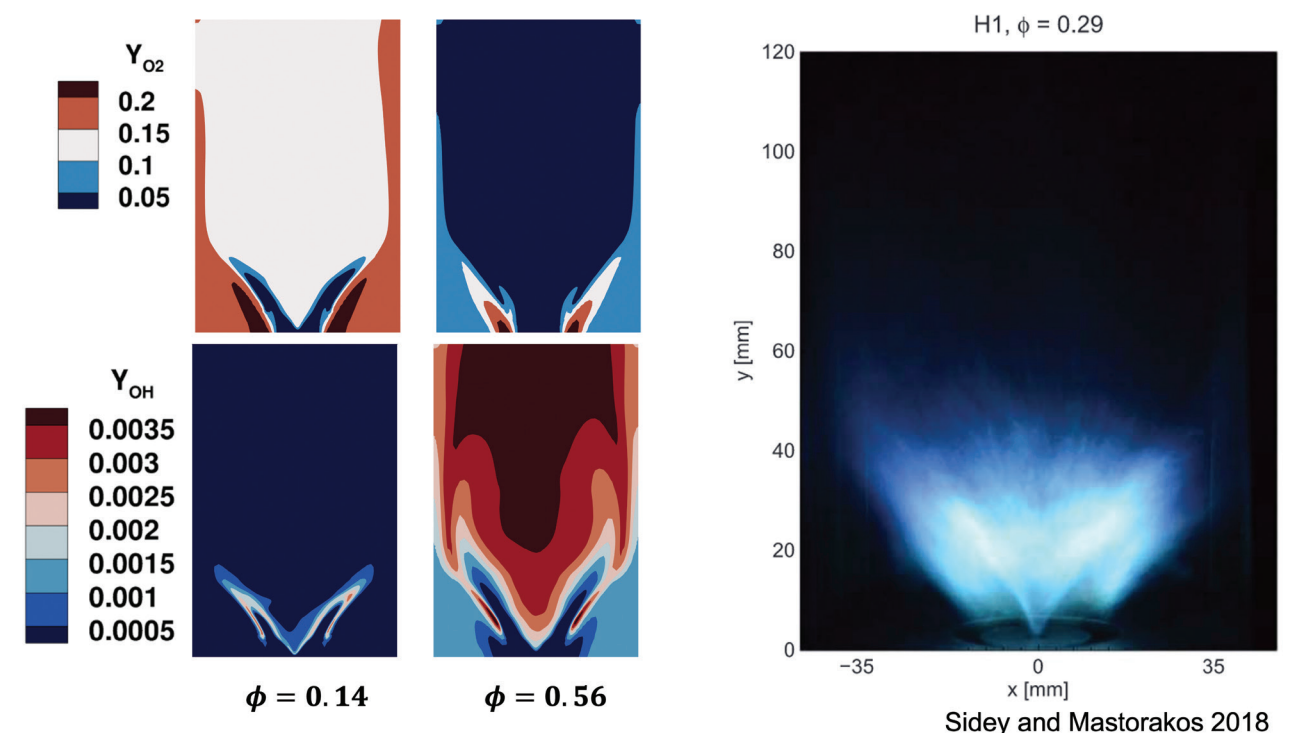 Y_O2
0.2
0.15
0.1
0.05
Y_OH
0.0035
0.003
0.0025
0.002
0.0015
0.001
0.0005
ϕ = 0.14
ϕ = 0.56
H1, ϕ = 0.29
120
100
80
60
40
20
0
y [mm]
−35 0 35
x [mm]
Sidey and Mastorakos 2018